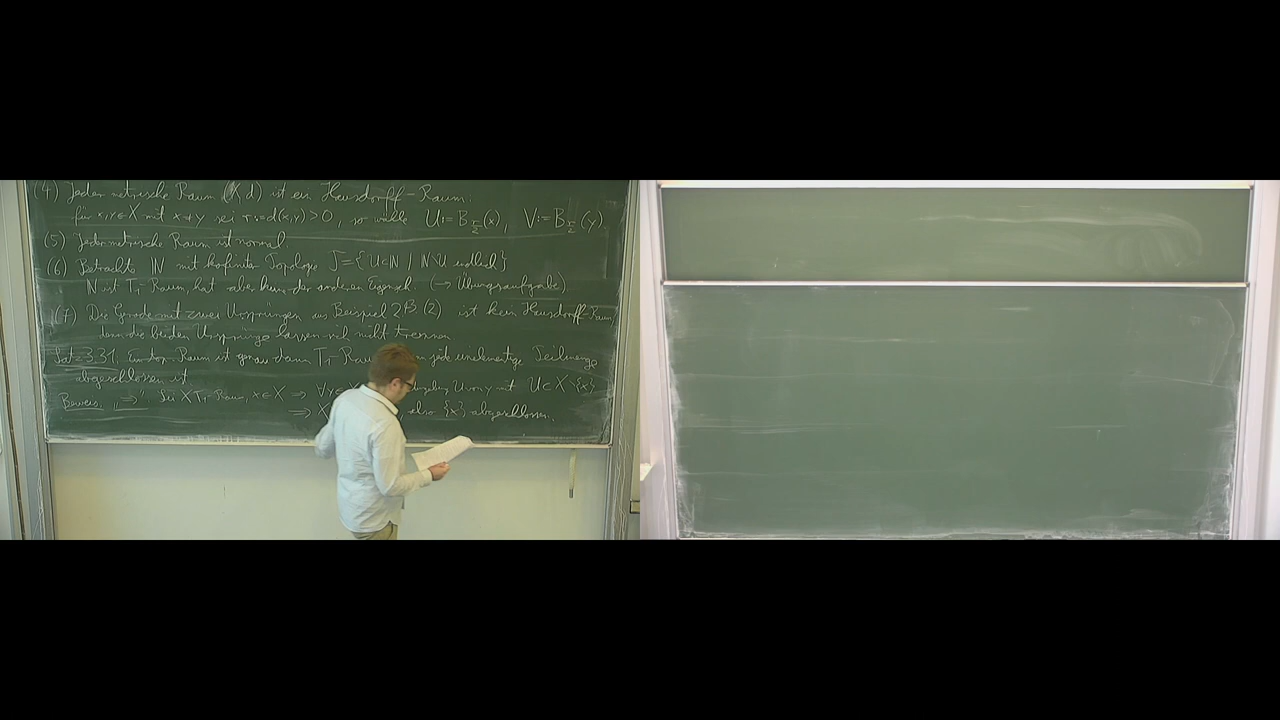 (4) Jeder metrische Raum (X,d) ist ein Hausdorff-Raum.
für x,y∈X mit x≠y sei r:=d(x,y)>0, so wähle U:=B_{r/2}(x), V:=B_{r/2}(y).
(5) Jeder metrische Raum ist normal.
(6) Betrachte ℕ mit kofiniter Topologie T={U⊂ℕ | ℕ∖U endlich}
ℕ ist T₁-Raum, hat aber keine der anderen Eigensch. (→ Übungsaufgabe).
(7) Die Gerade mit zwei Ursprüngen aus Beispiel 2.13 (2) ist kein Hausdorff-Raum,
denn die beiden Ursprünge lassen sich nicht trennen
Satz 3.31. Ein top. Raum ist genau dann T₁ Rau jede einelementige Teilmenge
abgeschlossen ist
Beweis. "⇒" Sei X T₁-Raum, x∈X ⇒ ∀y∈ gebung U von y mit U⊂X∖{x}
⇒ X , also {x} abgeschlossen.